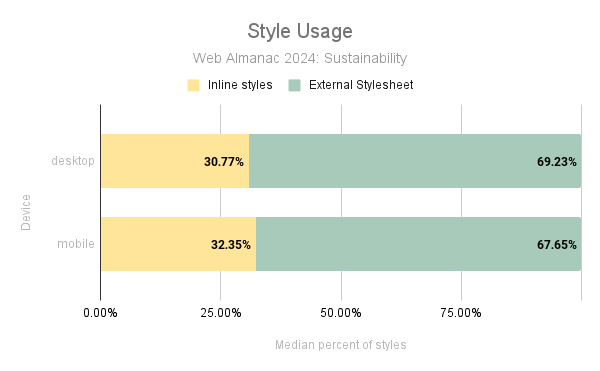 Style Usage
Web Almanac 2024: Sustainability
Inline styles External Stylesheet
desktop 30.77% 69.23%
Device
mobile 32.35% 67.65%
0.00% 25.00% 50.00% 75.00%
Median percent of styles